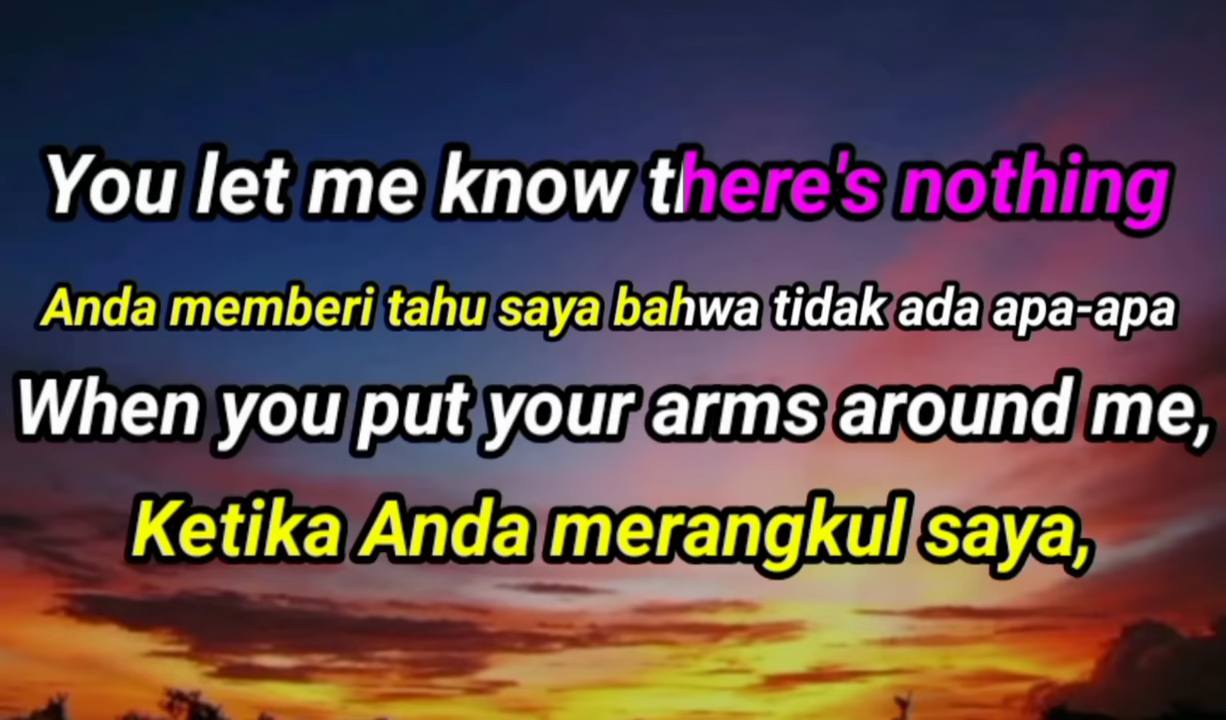 You let me know there's nothing
Anda memberi tahu saya bahwa tidak ada apa-apa
When you put your arms around me,
Ketika Anda merangkul saya,